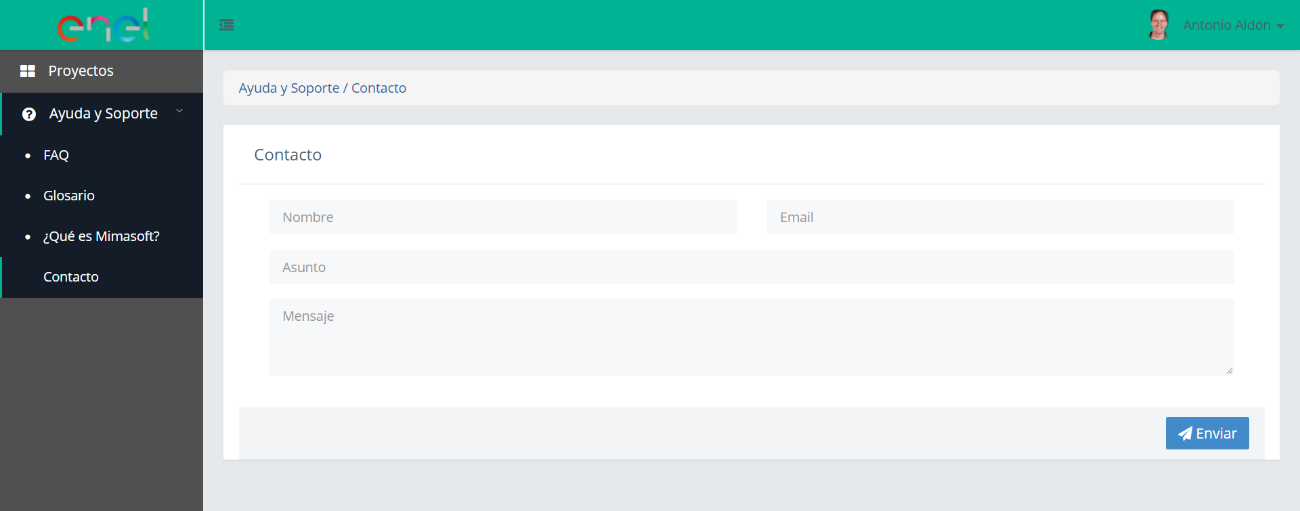 enel
Antonio Aldón
Proyectos
Ayuda y Soporte
FAQ
Glosario
¿Qué es Mimasoft?
Contacto
Ayuda y Soporte / Contacto
Contacto
Nombre
Email
Asunto
Mensaje
Enviar